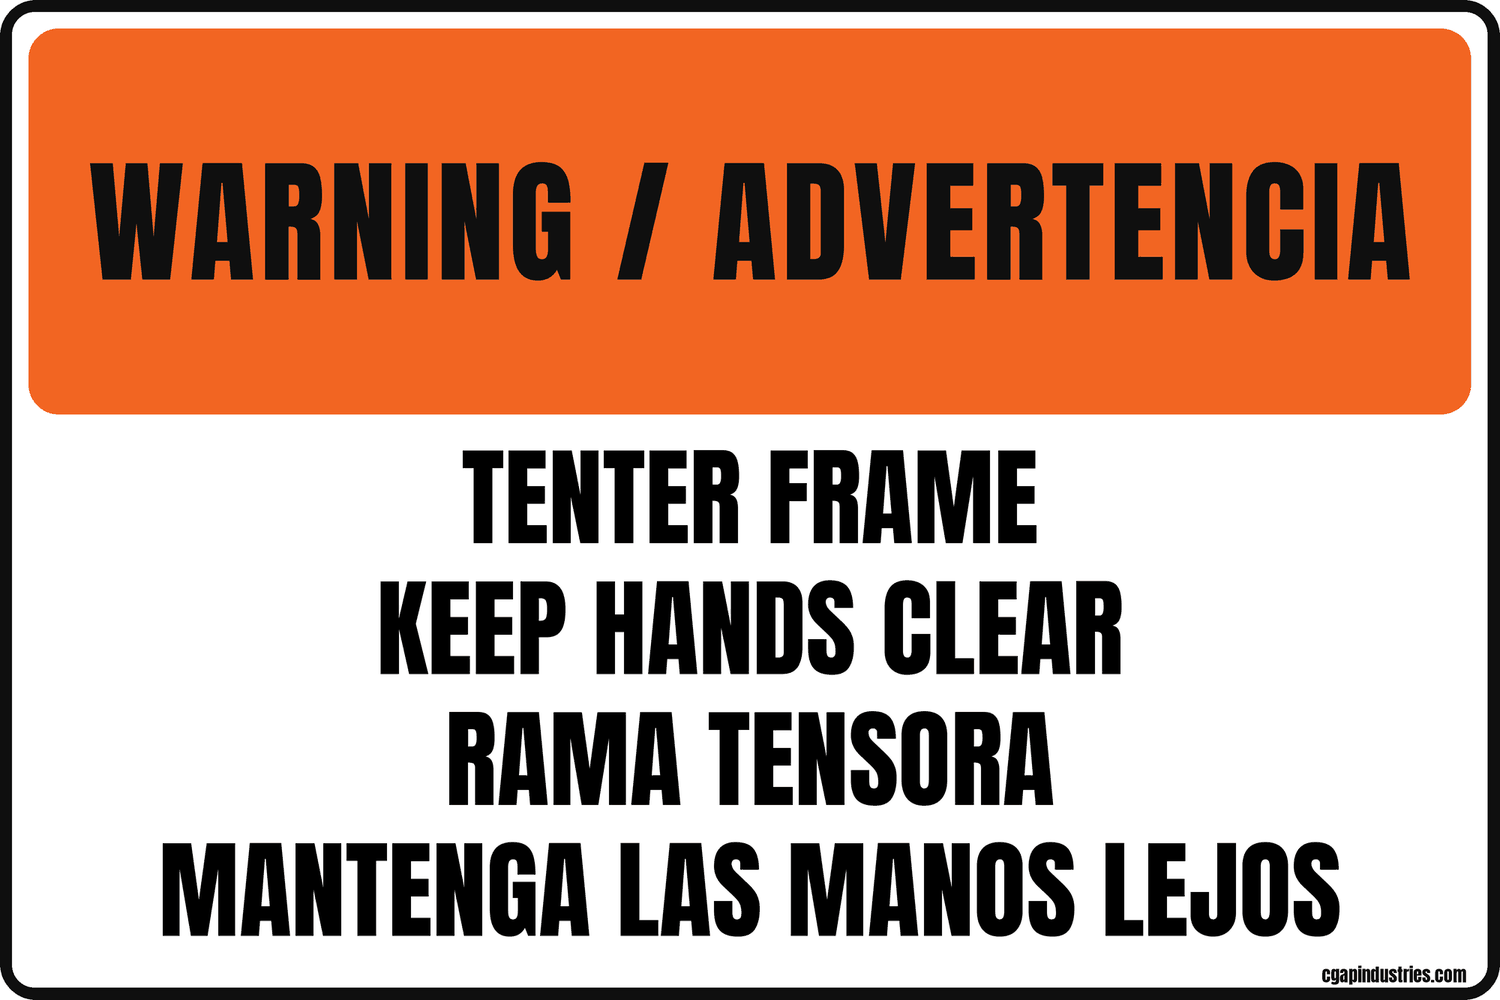 WARNING / ADVERTENCIA
TENTER FRAME
KEEP HANDS CLEAR
RAMA TENSORA
MANTENGA LAS MANOS LEJOS
cgapindustries.com